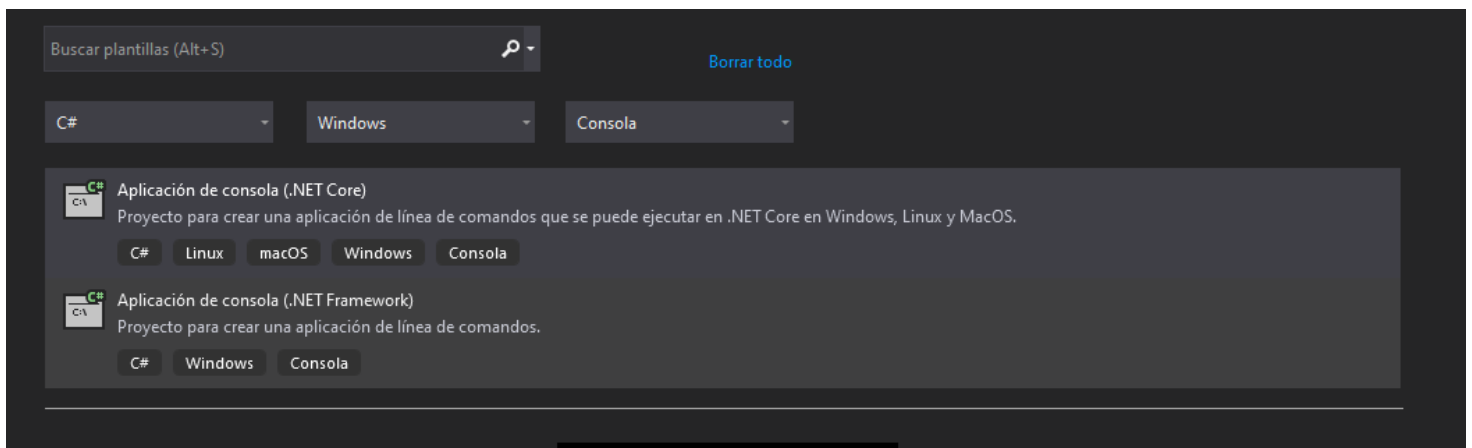 Buscar plantillas (Alt+S)
Borrar todo
C# Windows Consola
C# C:\
Aplicación de consola (.NET Core)
Proyecto para crear una aplicación de línea de comandos que se puede ejecutar en .NET Core en Windows, Linux y MacOS.
C# Linux macOS Windows Consola
C# C:\
Aplicación de consola (.NET Framework)
Proyecto para crear una aplicación de línea de comandos.
C# Windows Consola